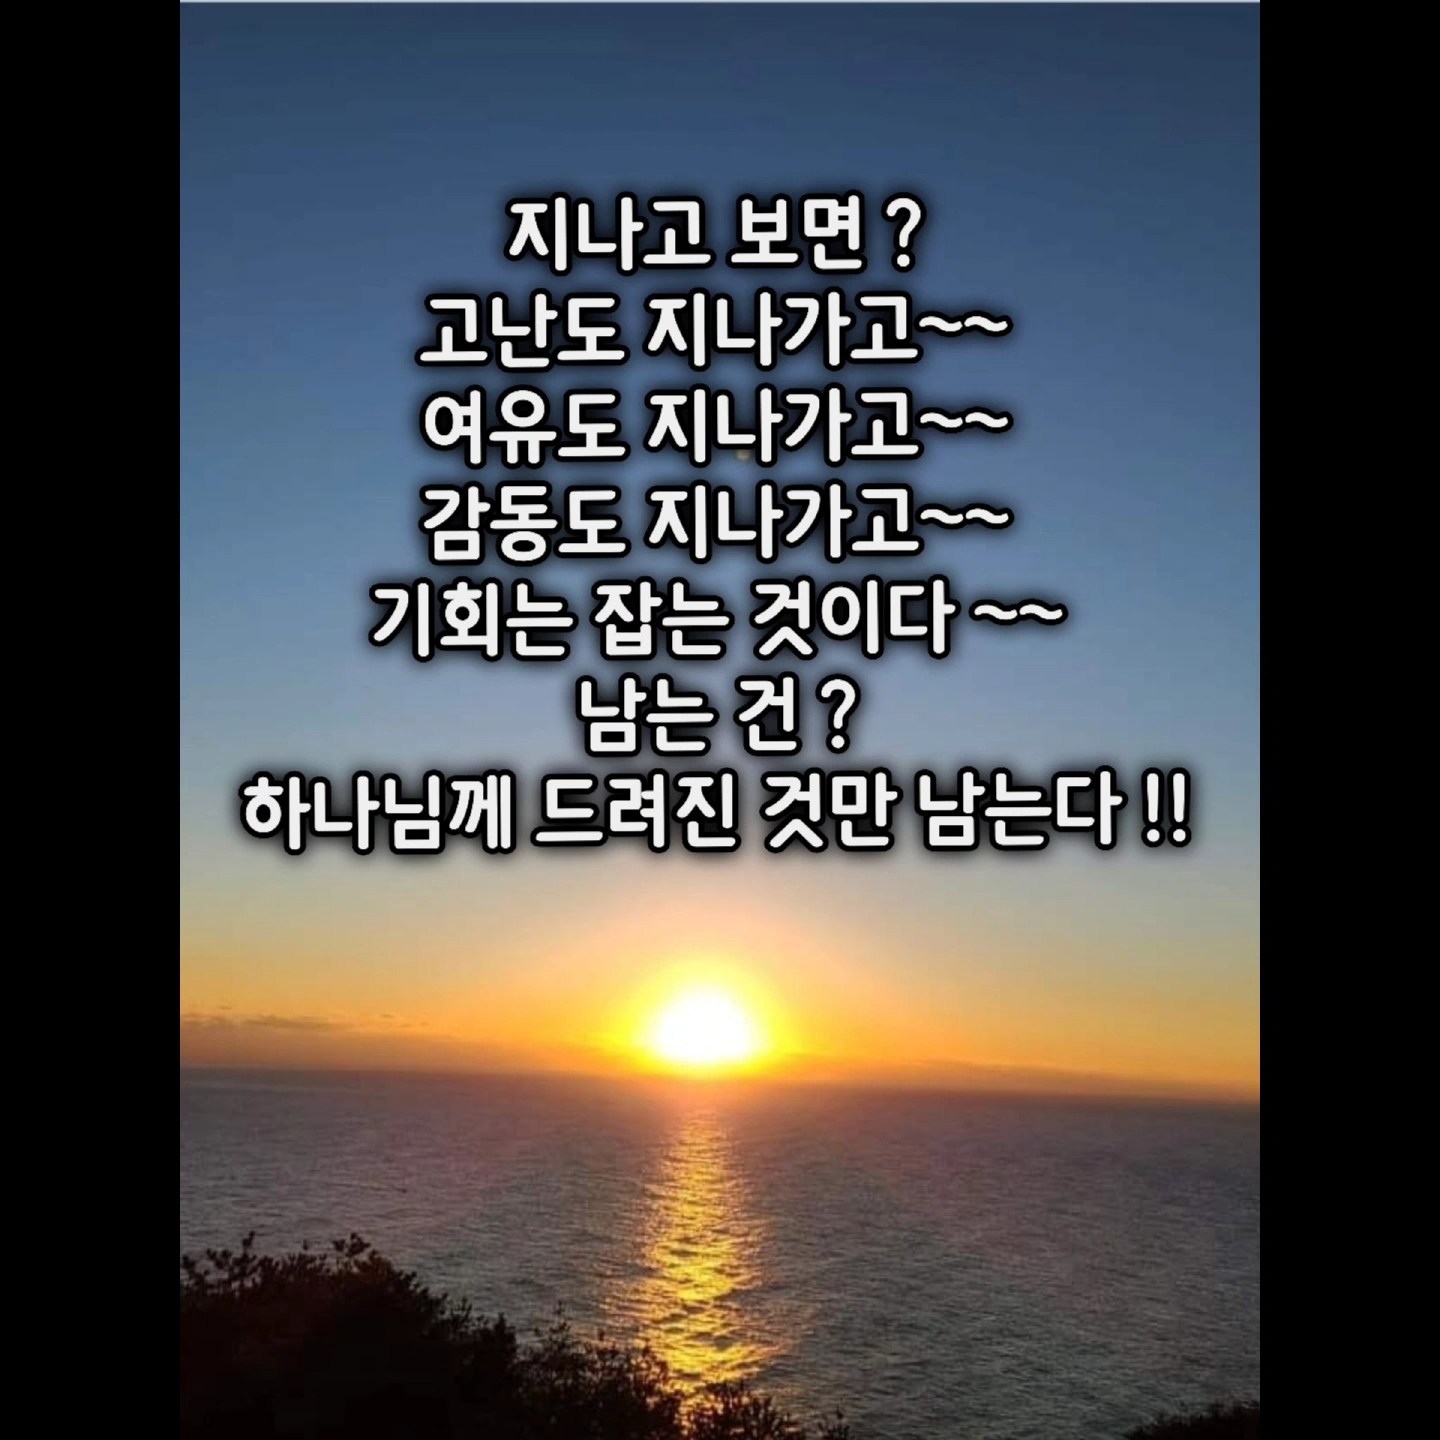 지나고 보면 ?
고난도 지나가고~~
여유도 지나가고~~
감동도 지나가고~~
기회는 잡는 것이다 ~~
남는 건 ?
하나님께 드려진 것만 남는다 !!